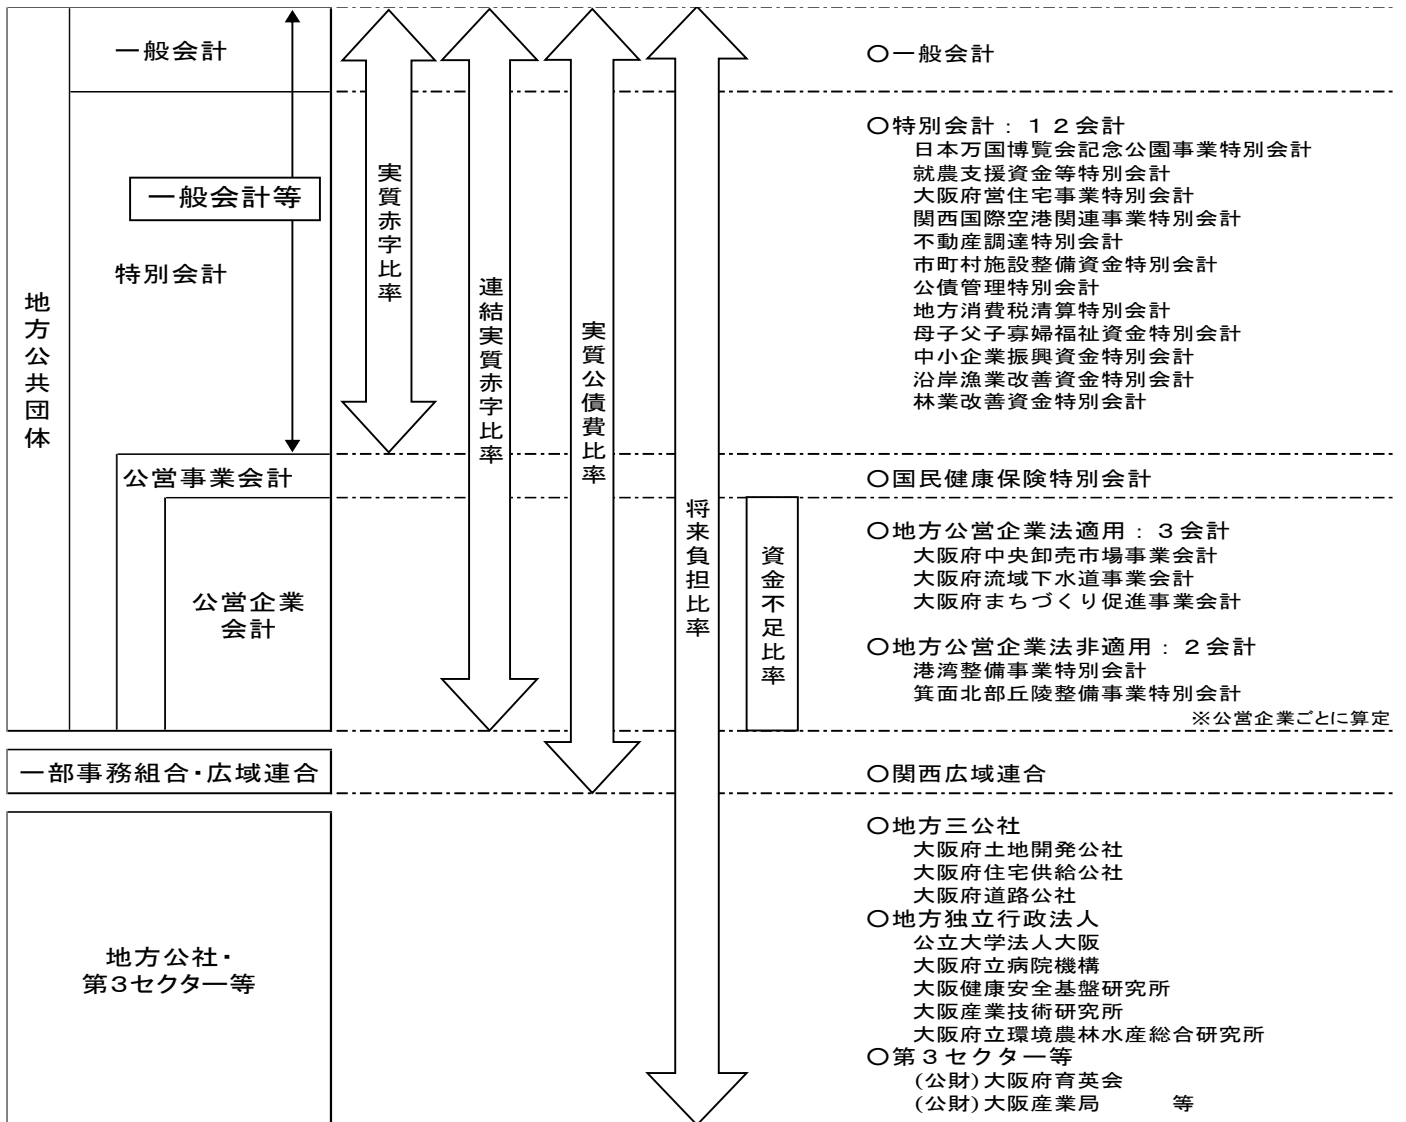 地方公共団体
一般会計
一般会計等
特別会計
公営事業会計
公営企業
会計
一部事務組合・広域連合
地方公社・
第3セクター等
実質赤字比率
連結実質赤字比率
実質公債費比率
将来負担比率
資金不足比率
○一般会計
○特別会計：１２会計
日本万国博覧会記念公園事業特別会計
就農支援資金等特別会計
大阪府営住宅事業特別会計
関西国際空港関連事業特別会計
不動産調達特別会計
市町村施設整備資金特別会計
公債管理特別会計
地方消費税清算特別会計
母子父子寡婦福祉資金特別会計
中小企業振興資金特別会計
沿岸漁業改善資金特別会計
林業改善資金特別会計
○国民健康保険特別会計
○地方公営企業法適用：３会計
大阪府中央卸売市場事業会計
大阪府流域下水道事業会計
大阪府まちづくり促進事業会計
○地方公営企業法非適用：２会計
港湾整備事業特別会計
箕面北部丘陵整備事業特別会計
※公営企業ごとに算定
○関西広域連合
○地方三公社
大阪府土地開発公社
大阪府住宅供給公社
大阪府道路公社
○地方独立行政法人
公立大学法人大阪
大阪府立病院機構
大阪健康安全基盤研究所
大阪産業技術研究所
大阪府立環境農林水産総合研究所
○第３セクター等
(公財)大阪府育英会
(公財)大阪産業局　　　等